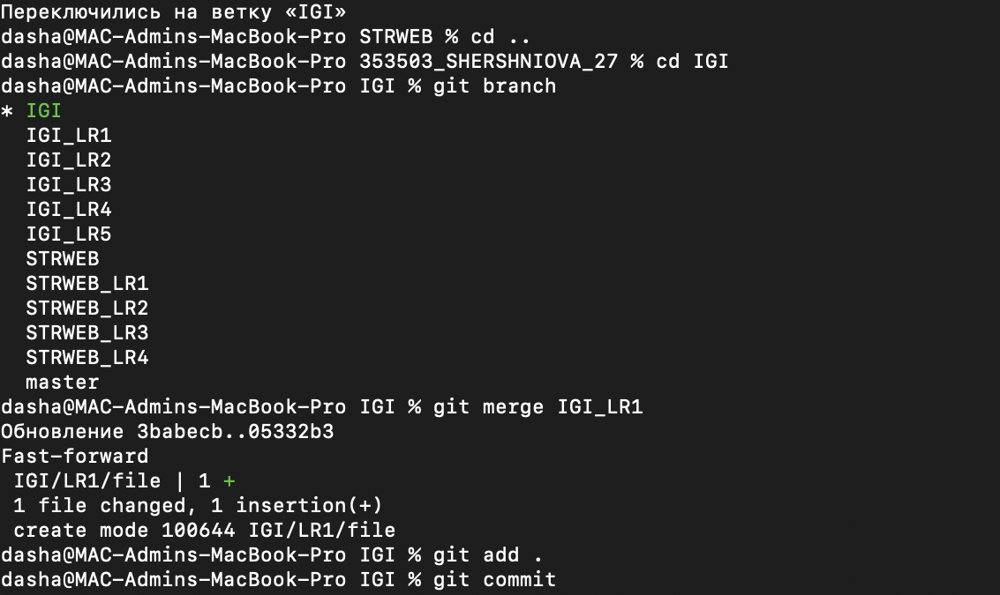 Переключились на ветку «IGI»
dasha@MAC-Admins-MacBook-Pro STRWEB % cd ..
dasha@MAC-Admins-MacBook-Pro 353503_SHERSHNIOVA_27 % cd IGI
dasha@MAC-Admins-MacBook-Pro IGI % git branch
* IGI
  IGI_LR1
  IGI_LR2
  IGI_LR3
  IGI_LR4
  IGI_LR5
  STRWEB
  STRWEB_LR1
  STRWEB_LR2
  STRWEB_LR3
  STRWEB_LR4
  master
dasha@MAC-Admins-MacBook-Pro IGI % git merge IGI_LR1
Обновление 3babecb..05332b3
Fast-forward
 IGI/LR1/file | 1 +
 1 file changed, 1 insertion(+)
 create mode 100644 IGI/LR1/file
dasha@MAC-Admins-MacBook-Pro IGI % git add .
dasha@MAC-Admins-MacBook-Pro IGI % git commit